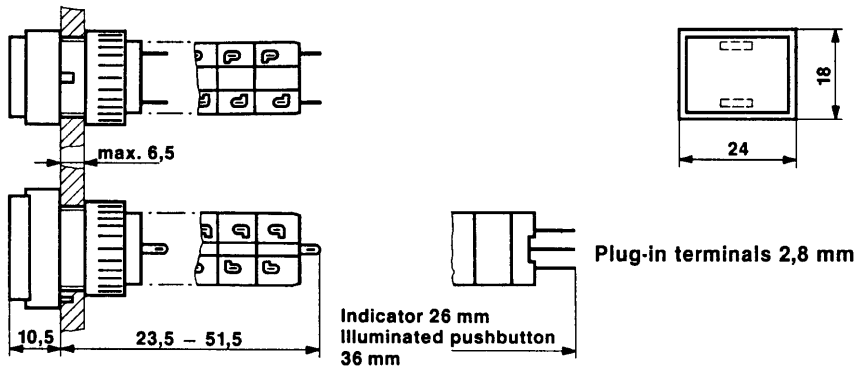 max. 6,5
18
24
Plug-in terminals 2,8 mm
Indicator 26 mm
Illuminated pushbutton
36 mm
10,5
23,5 – 51,5